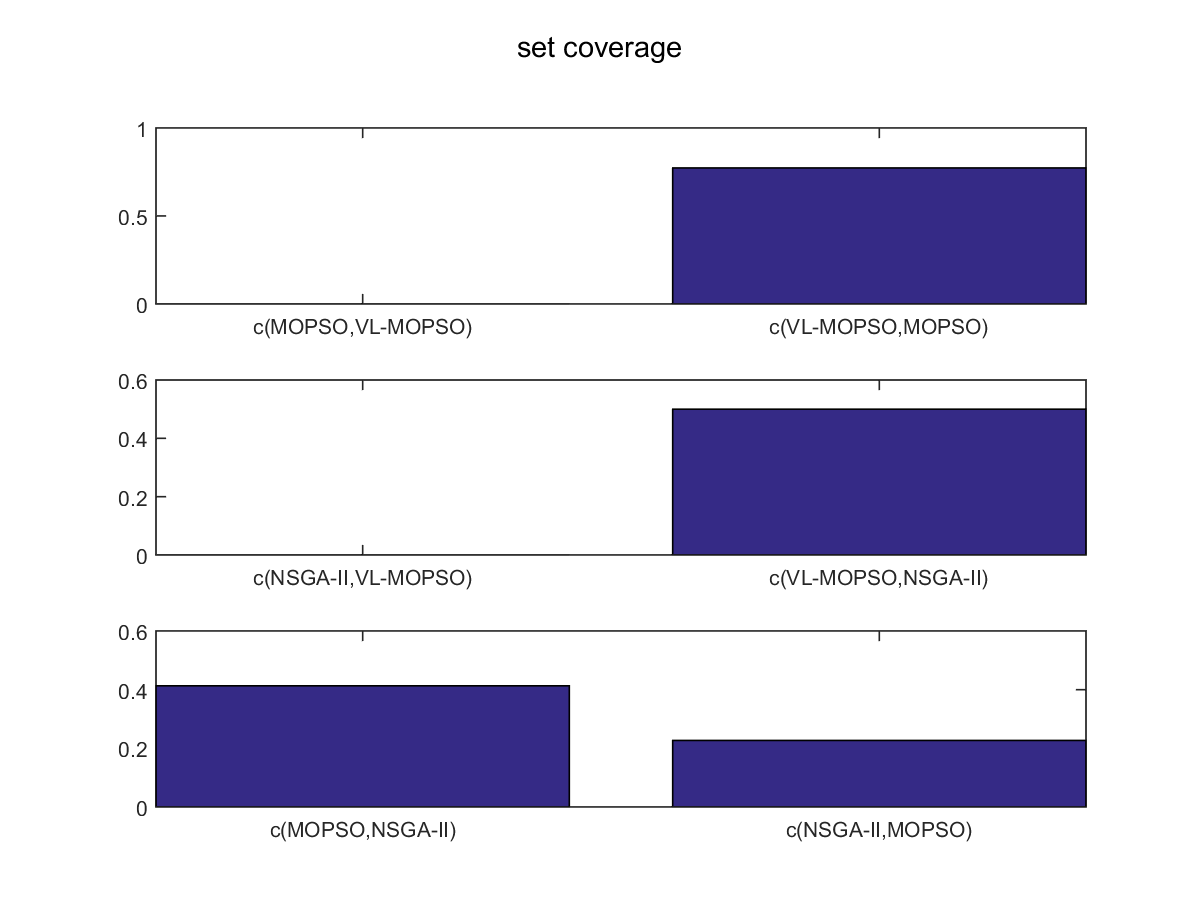 set coverage
1
0.5
0
c(MOPSO,VL-MOPSO) c(VL-MOPSO,MOPSO)
0.6
0.4
0.2
0
c(NSGA-II,VL-MOPSO) c(VL-MOPSO,NSGA-II)
0.6
0.4
0.2
0
c(MOPSO,NSGA-II) c(NSGA-II,MOPSO)